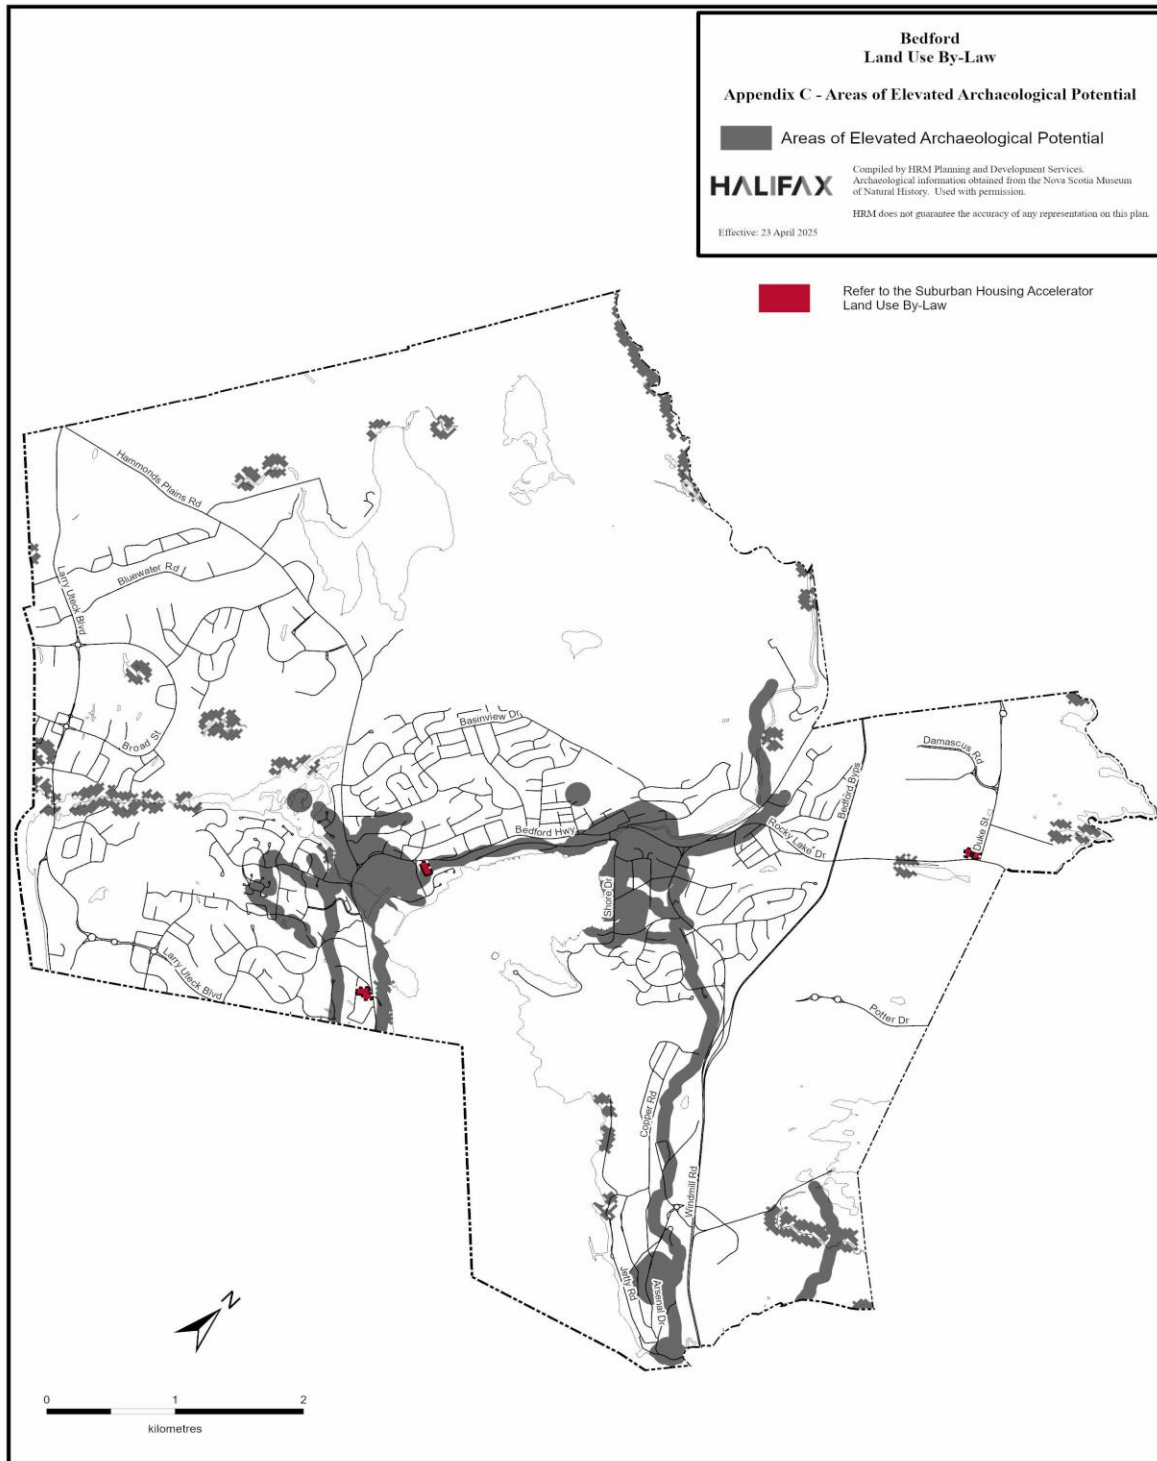 Bedford
Land Use By-Law
Appendix C - Areas of Elevated Archaeological Potential
Areas of Elevated Archaeological Potential
HALIFAX
Compiled by HRM Planning and Development Services.
Archaeological information obtained from the Nova Scotia Museum
of Natural History. Used with permission.
HRM does not guarantee the accuracy of any representation on this plan.
Effective: 23 April 2025
Refer to the Suburban Housing Accelerator
Land Use By-Law
Hammonds Plains Rd
Larry Uteck Blvd
Bluewater Rd
Broad St
Basinview Dr
Bedford Hwy
Damascus Rd
Bedford Byps
Duke St
Rocky Lake Dr
Shore Dr
Larry Uteck Blvd
Potter Dr
Copper Rd
Windmill Rd
Jetty Rd
Arsenal Dr
N
0 1 2
kilometres